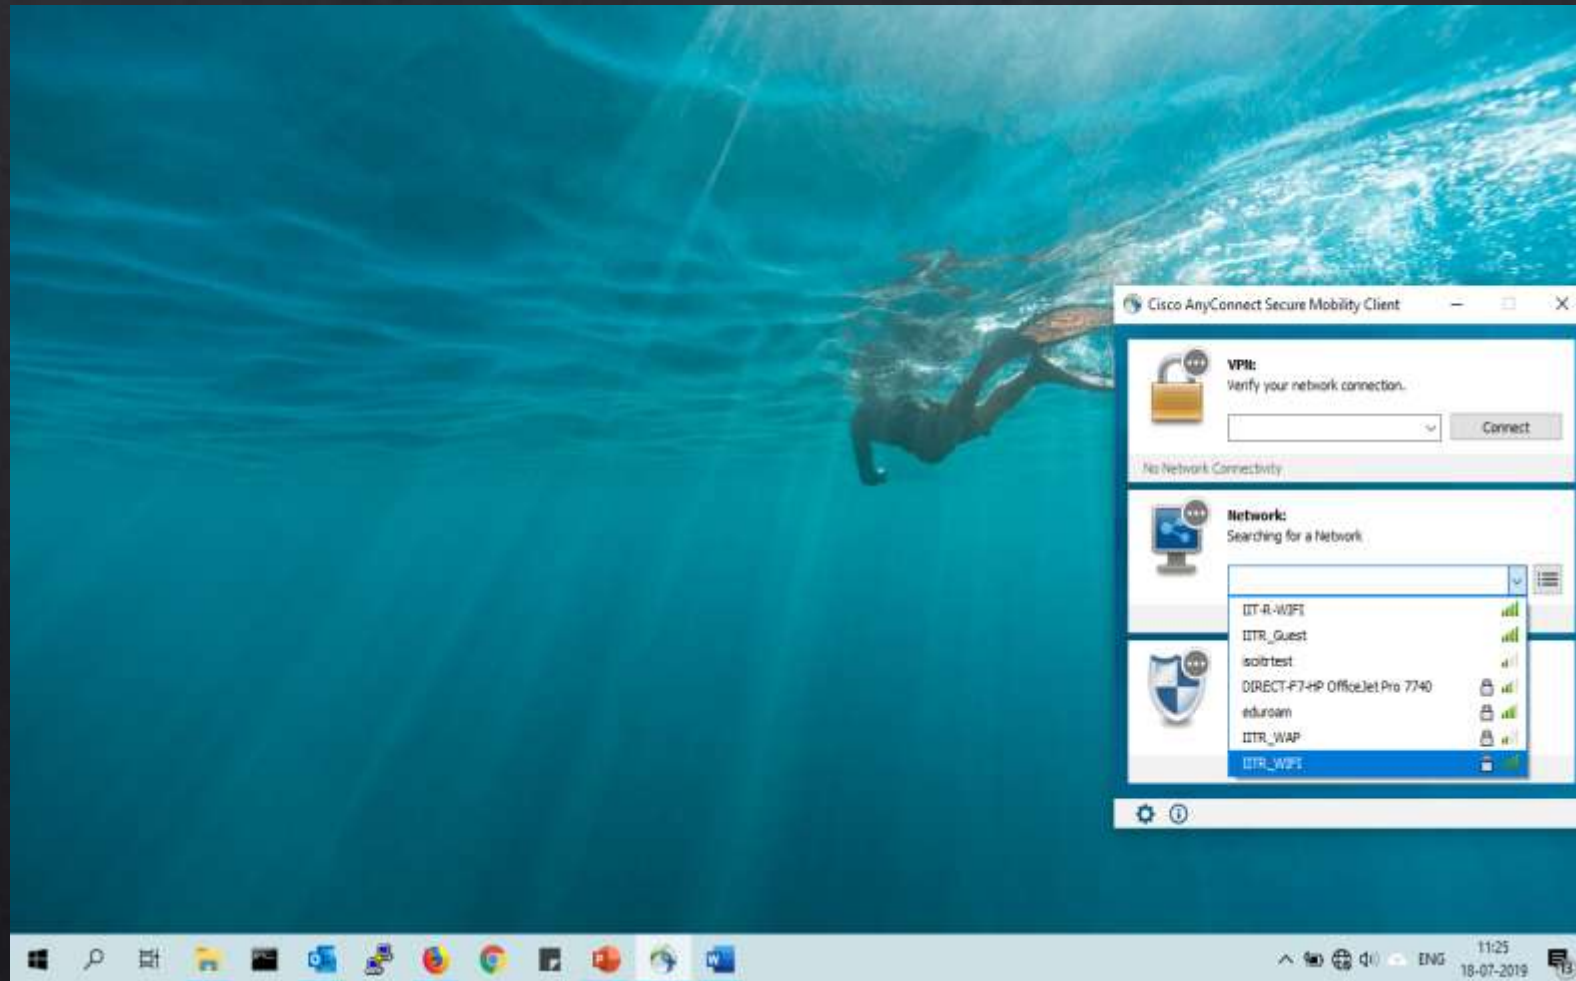 Cisco AnyConnect Secure Mobility Client
VPN:
Verify your network connection.
Connect
No Network Connectivity
Network:
Searching for a Network
IIT-R-WIFI
IITR_Guest
isoitrtest
DIRECT-F7-HP OfficeJet Pro 7740
eduroam
IITR_WAP
IITR_WIFI
ENG
11:25
18-07-2019
13